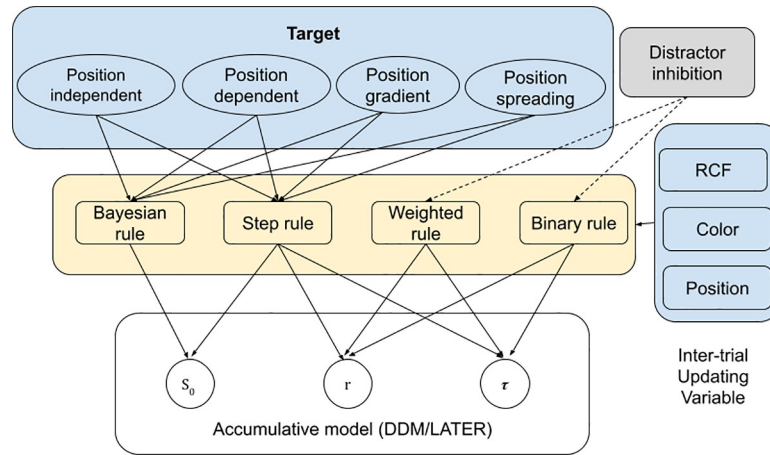 Target
Position
independent
Position
dependent
Position
gradient
Position
spreading
Distractor
inhibition
Bayesian
rule
Step rule
Weighted
rule
Binary rule
RCF
Color
Position
S₀
r
τ
Accumulative model (DDM/LATER)
Inter-trial
Updating
Variable